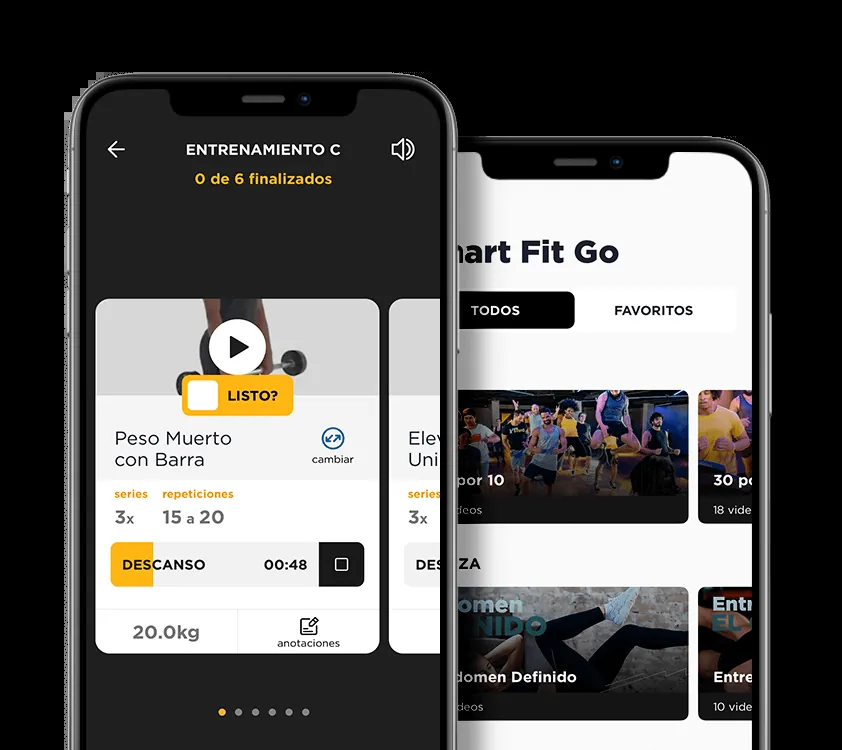 ENTRENAMIENTO C
0 de 6 finalizados
LISTO?
Peso Muerto
con Barra
cambiar
series repeticiones
3x 15 a 20
DESCANSO 00:48
20.0kg
anotaciones
Elev
Uni
series
3x
DES
art Fit Go
TODOS FAVORITOS
por 10
deos
30 po
18 vide
ZA
omen
NIDO
domen Definido
deos
Entr
EL
Entre
10 vide